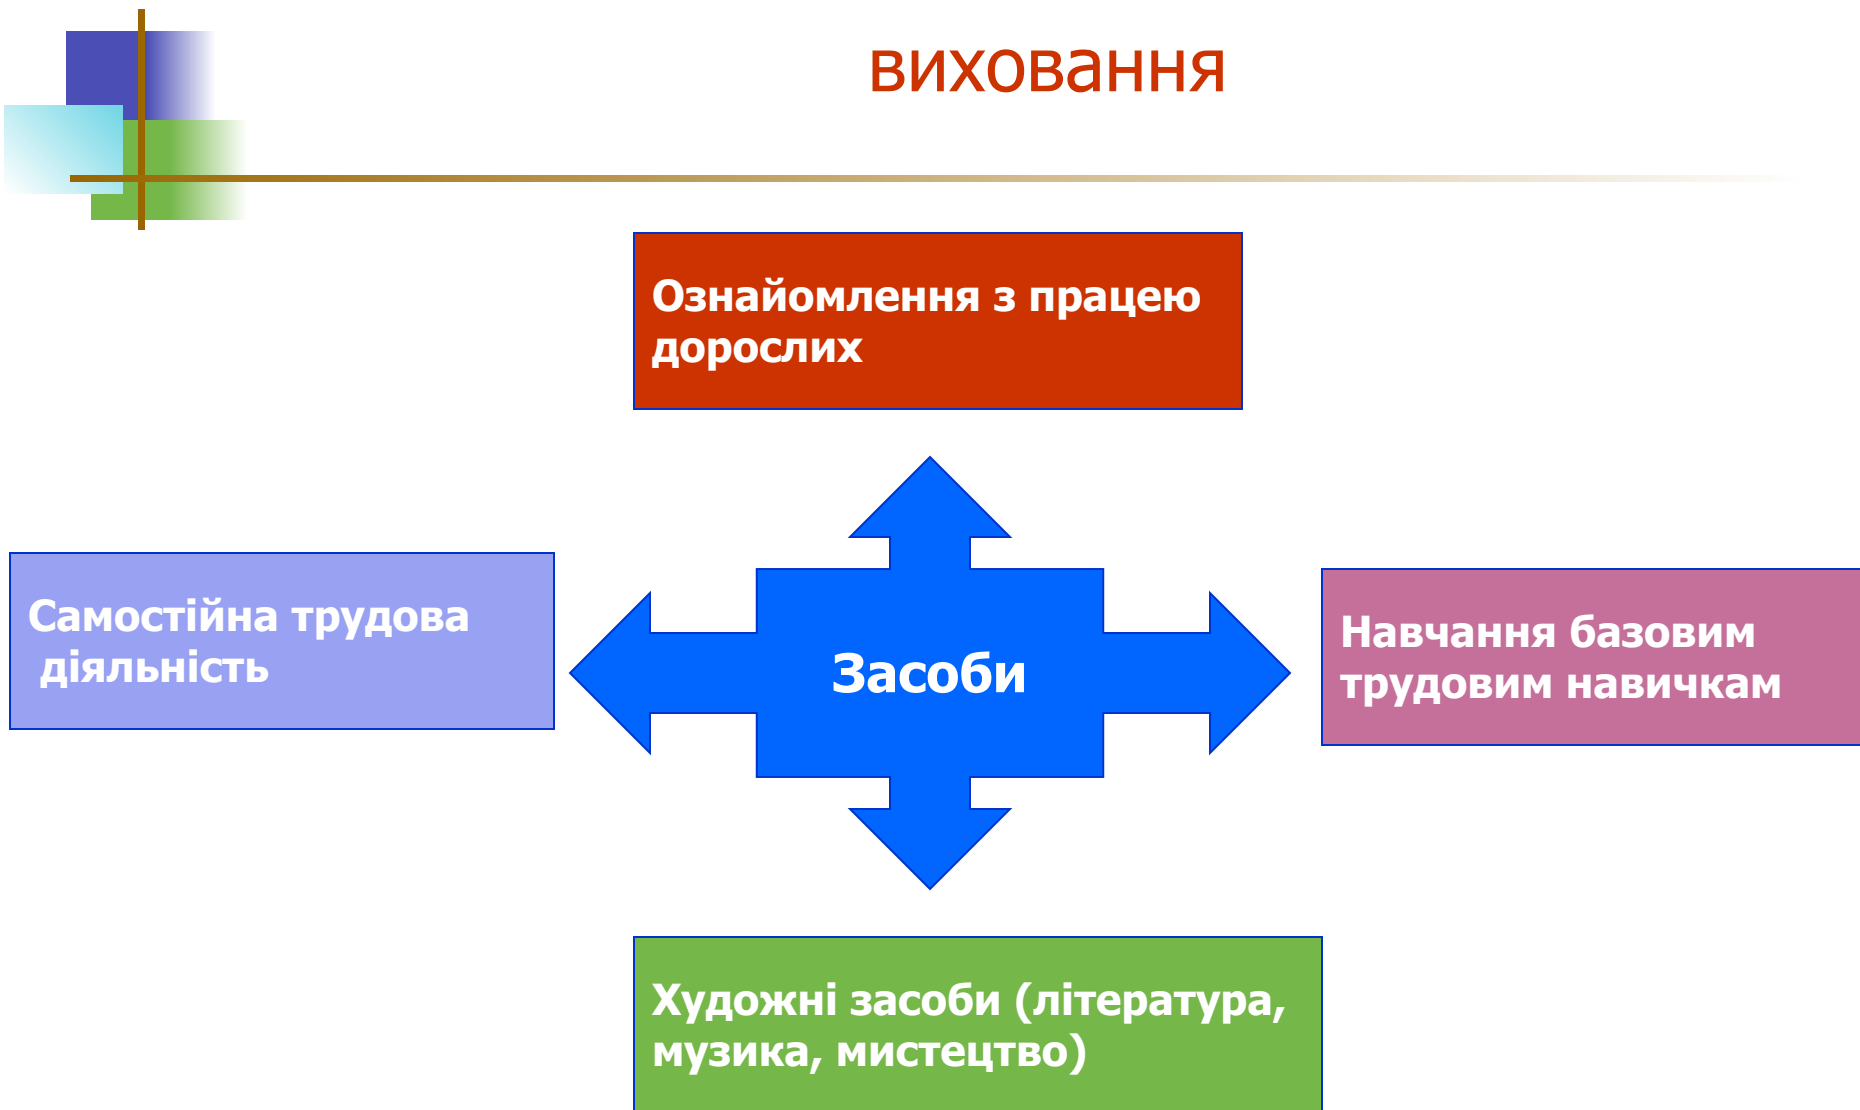 виховання
Ознайомлення з працею
дорослих
Самостійна трудова
діяльність
Засоби
Навчання базовим
трудовим навичкам
Художні засоби (література,
музика, мистецтво)